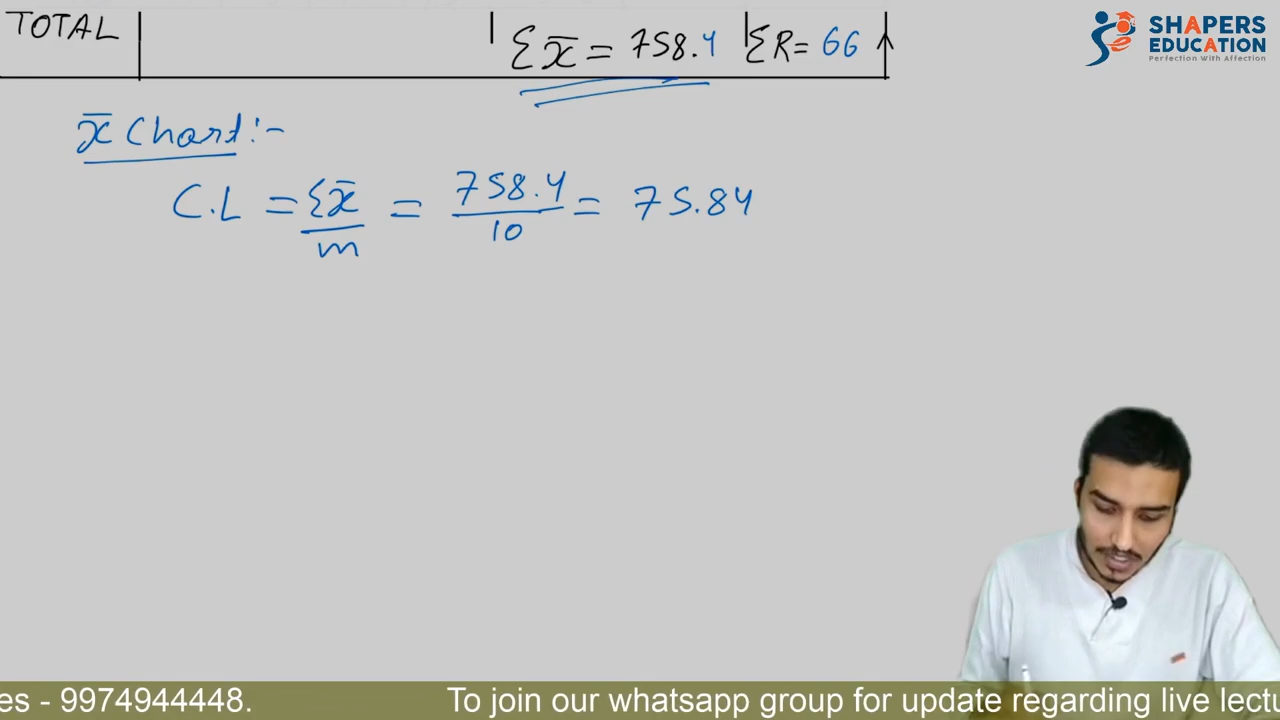 TOTAL
Σx̄ = 758.4 ΣR = 66
SHAPERS
EDUCATION
Perfection With Affection
x̄ Chart :-
C.L = Σx̄/m = 758.4/10 = 75.84
es - 9974944448. To join our whatsapp group for update regarding live lectu